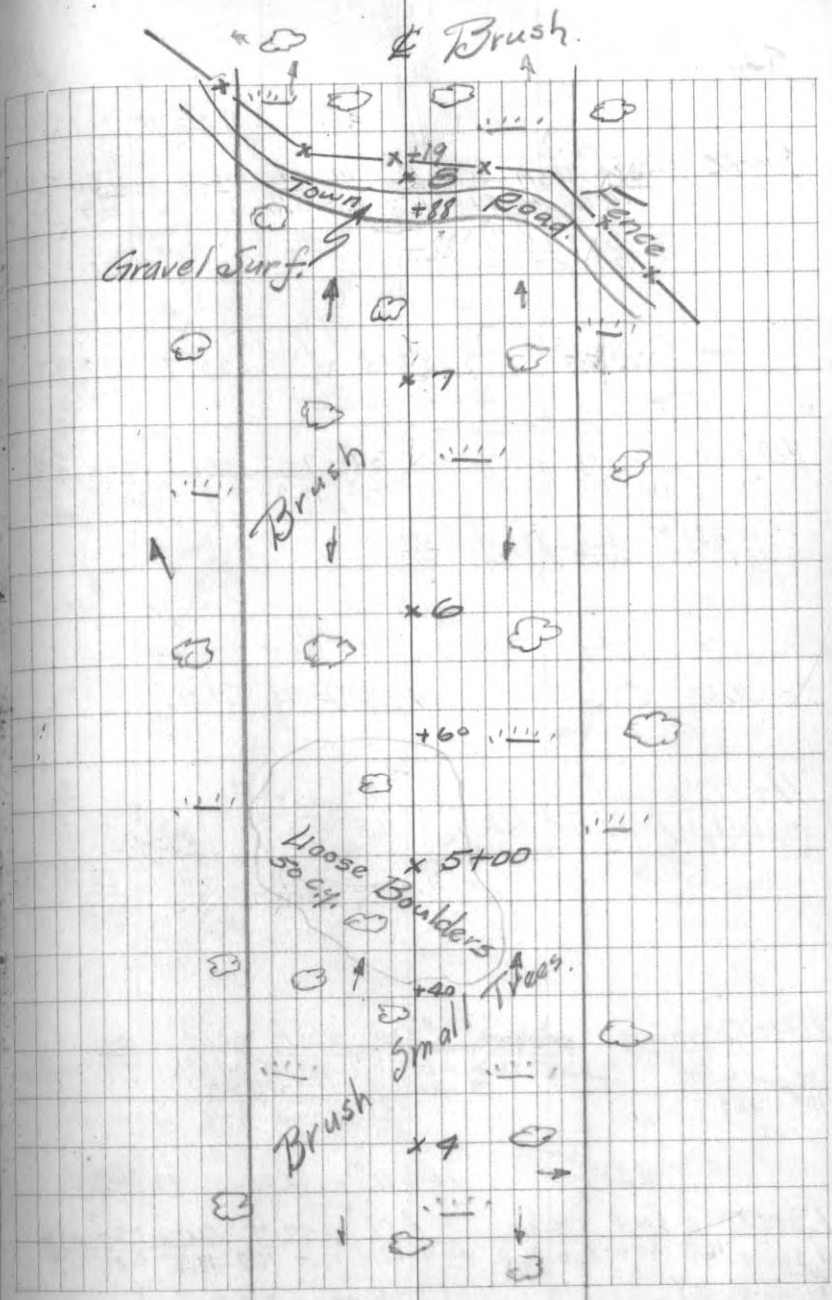 ℄ Brush.
+19
8
Town Road.
+88
Fence
Gravel Surf.
7
Brush
6
+60
5+00
Loose Boulders
50 c.y.
+40
Brush Small Trees.
4